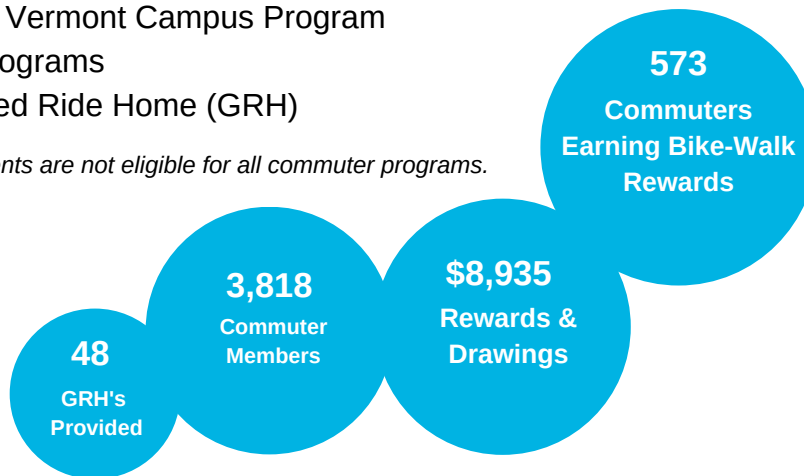 Vermont Campus Program
ograms
ed Ride Home (GRH)
nts are not eligible for all commuter programs.
573
Commuters
Earning Bike-Walk
Rewards
3,818
Commuter
Members
$8,935
Rewards &
Drawings
48
GRH's
Provided